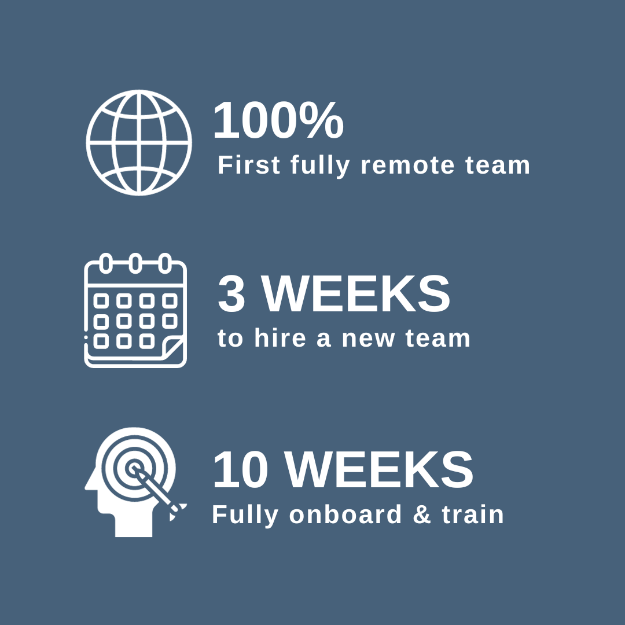 100%
First fully remote team
3 WEEKS
to hire a new team
10 WEEKS
Fully onboard & train